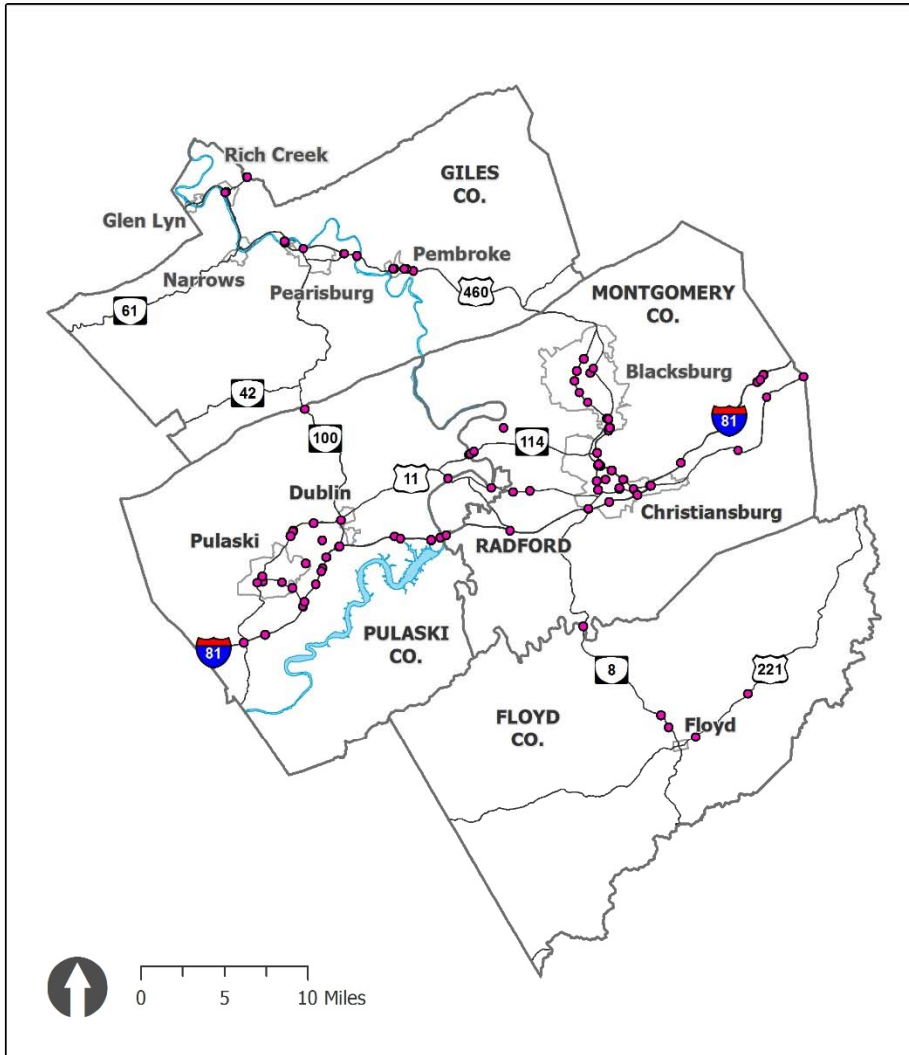 Rich Creek
GILES
CO.
Glen Lyn
Pembroke
Narrows
Pearisburg
460
MONTGOMERY
CO.
61
Blacksburg
42
81
114
100
11
Dublin
Christiansburg
Pulaski
RADFORD
PULASKI
CO.
81
8
221
FLOYD
CO.
Floyd
0 5 10 Miles